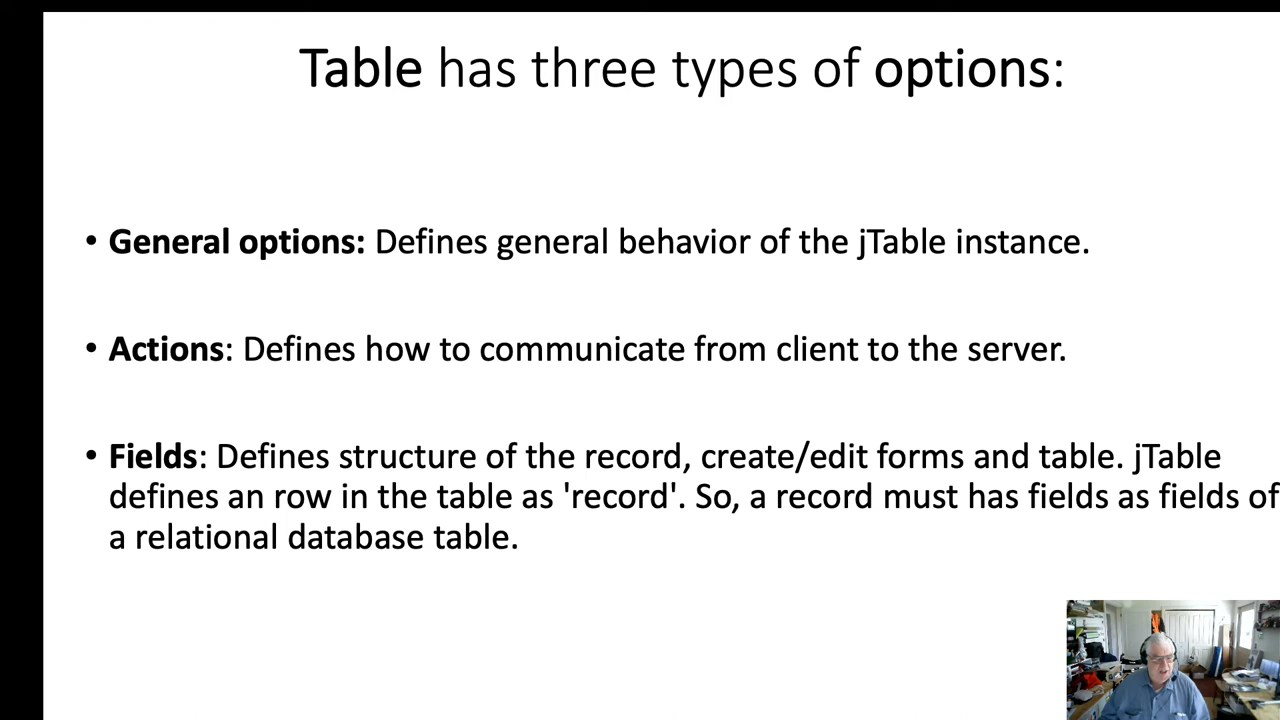 Table has three types of options:
• General options: Defines general behavior of the jTable instance.
• Actions: Defines how to communicate from client to the server.
• Fields: Defines structure of the record, create/edit forms and table. jTable
defines an row in the table as 'record'. So, a record must has fields as fields of
a relational database table.